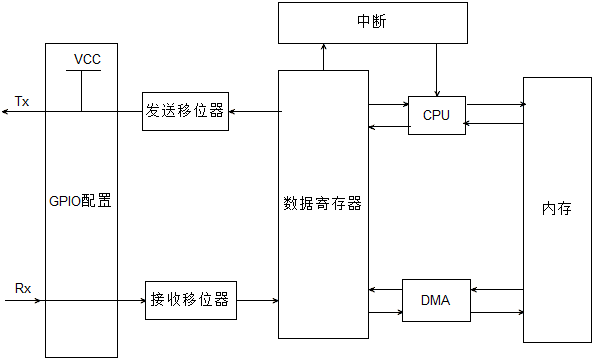 中断
VCC
Tx
发送移位器
CPU
GPIO配置
数据寄存器
内存
Rx
接收移位器
DMA